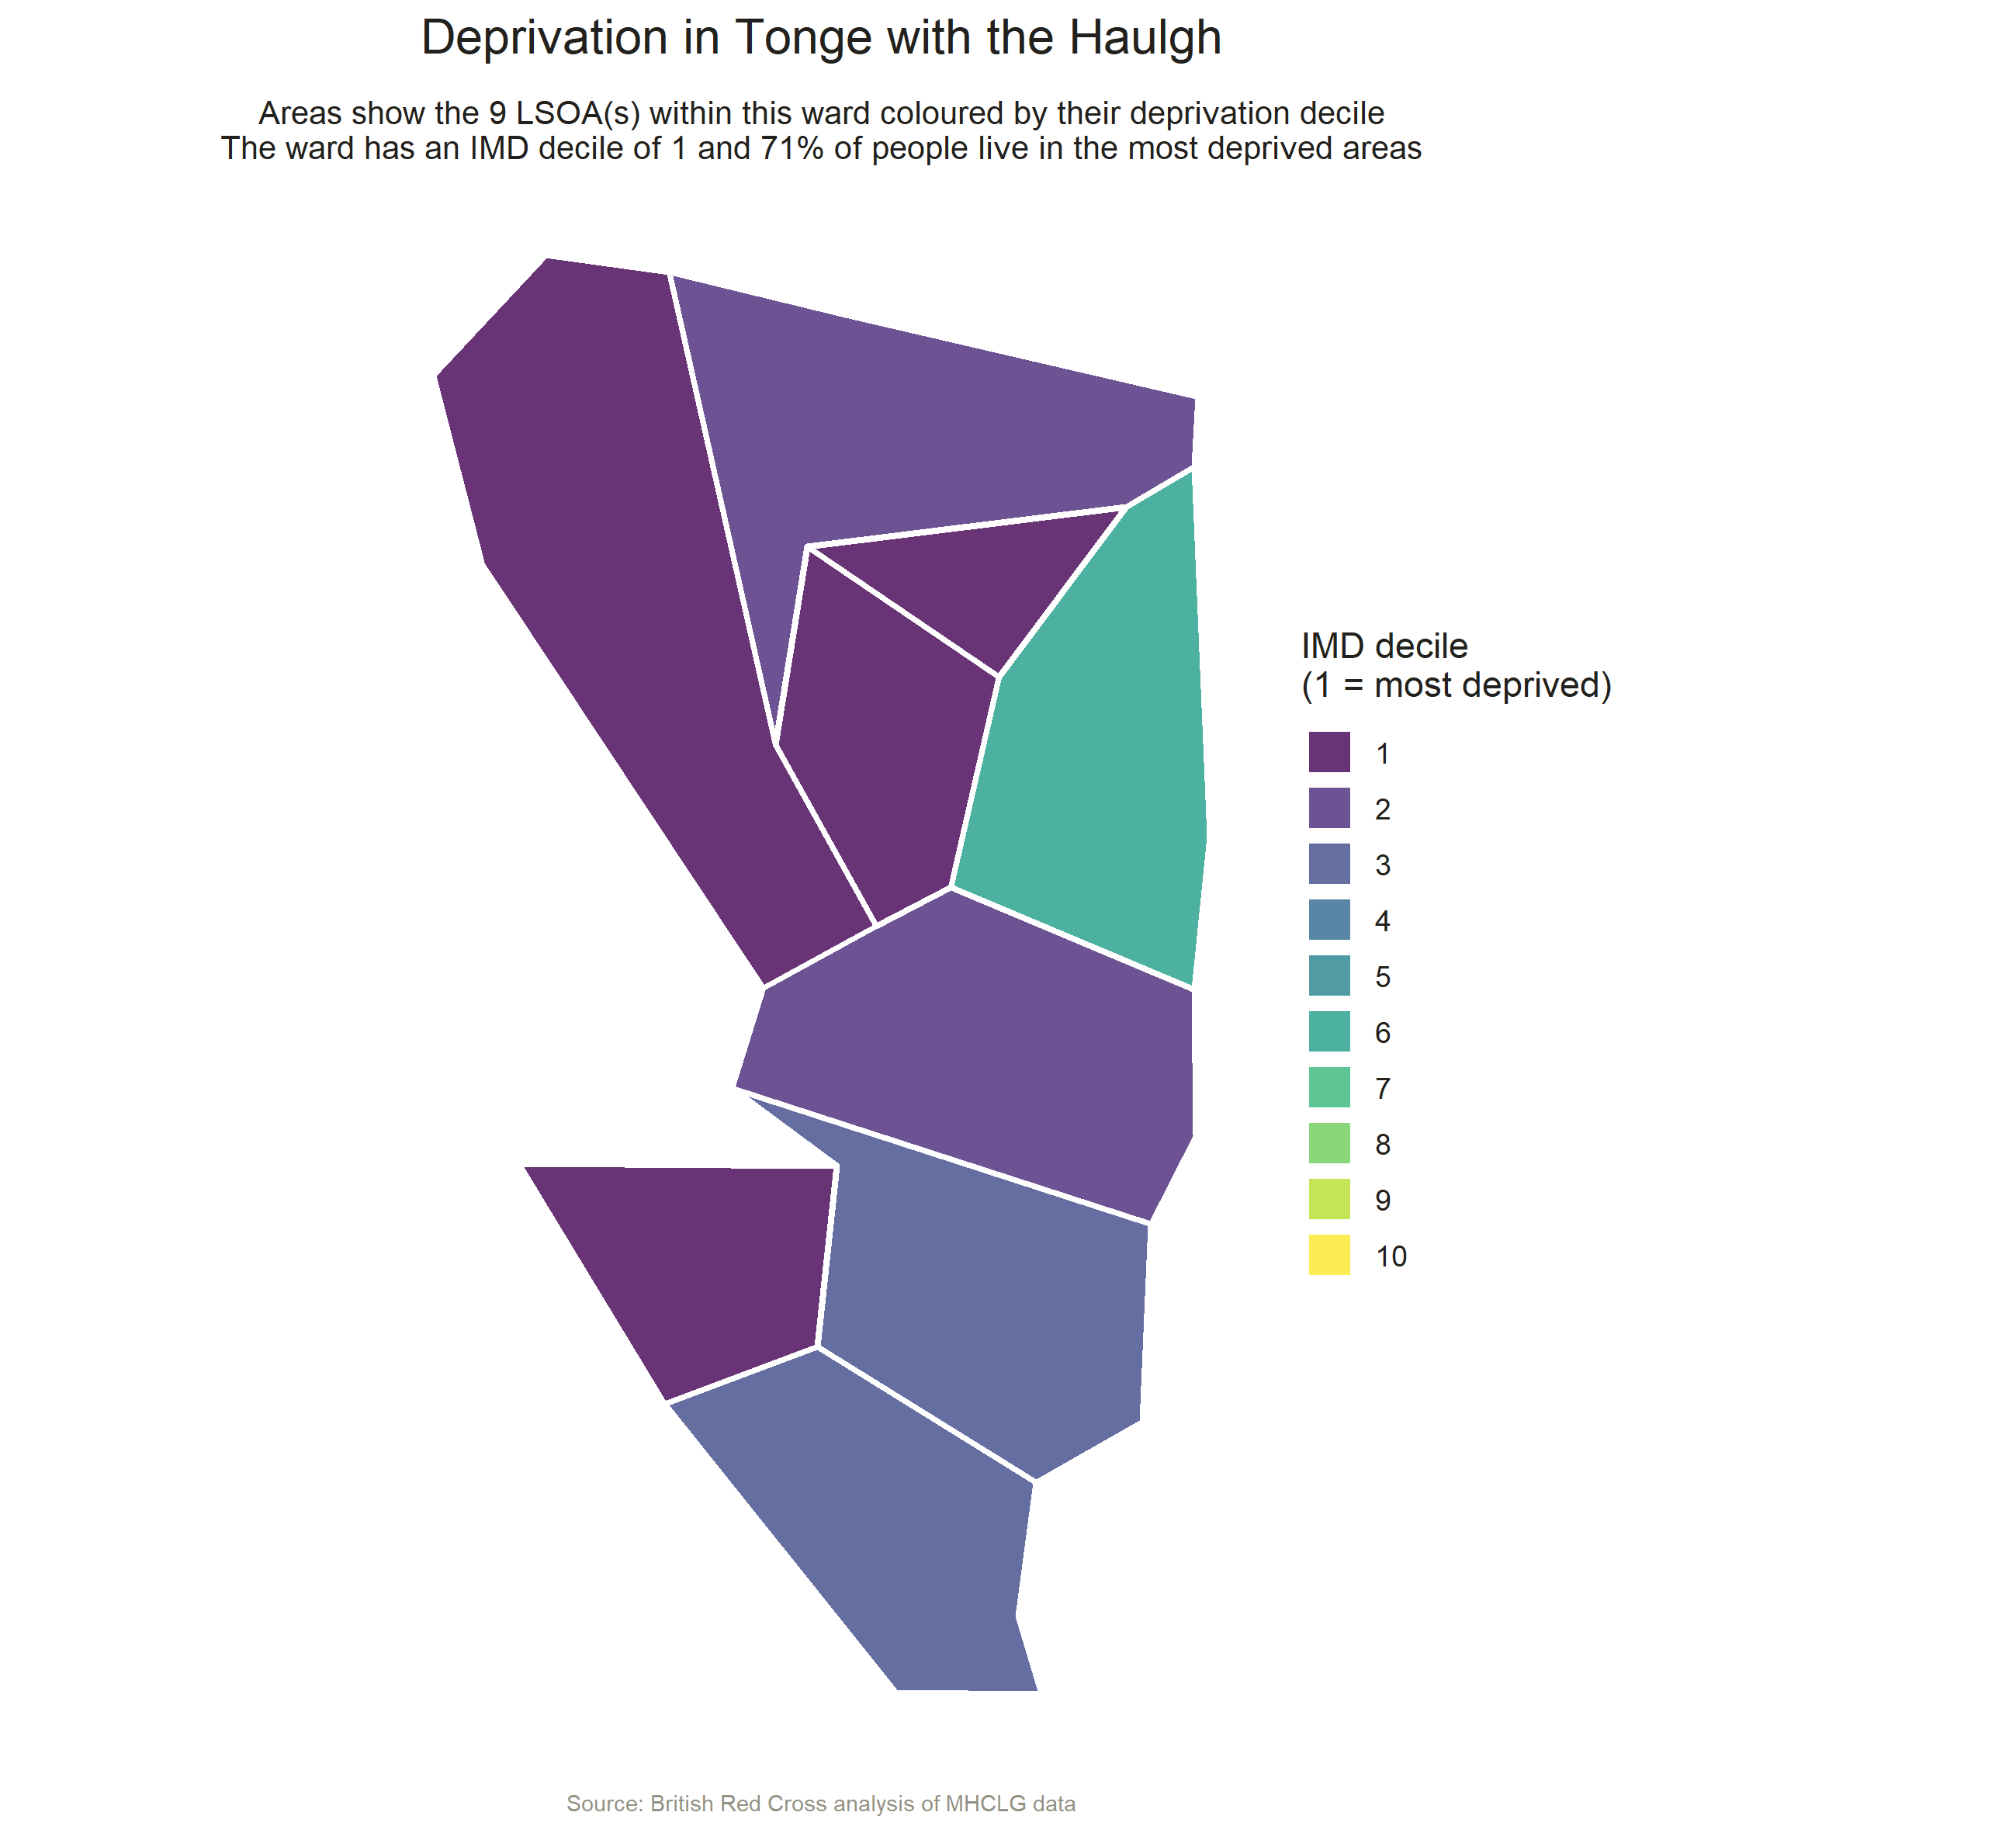 Deprivation in Tonge with the Haulgh
Areas show the 9 LSOA(s) within this ward coloured by their deprivation decile
The ward has an IMD decile of 1 and 71% of people live in the most deprived areas
IMD decile
(1 = most deprived)
1
2
3
4
5
6
7
8
9
10
Source: British Red Cross analysis of MHCLG data